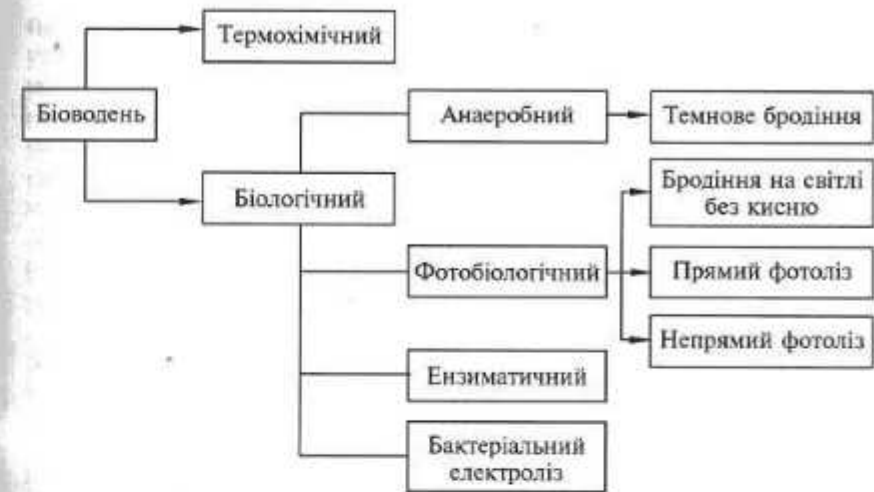 Термохімічний
Біоводень
Анаеробний
Темнове бродіння
Біологічний
Бродіння на світлі
без кисню
Фотобіологічний
Прямий фотоліз
Непрямий фотоліз
Ензиматичний
Бактеріальний
електроліз